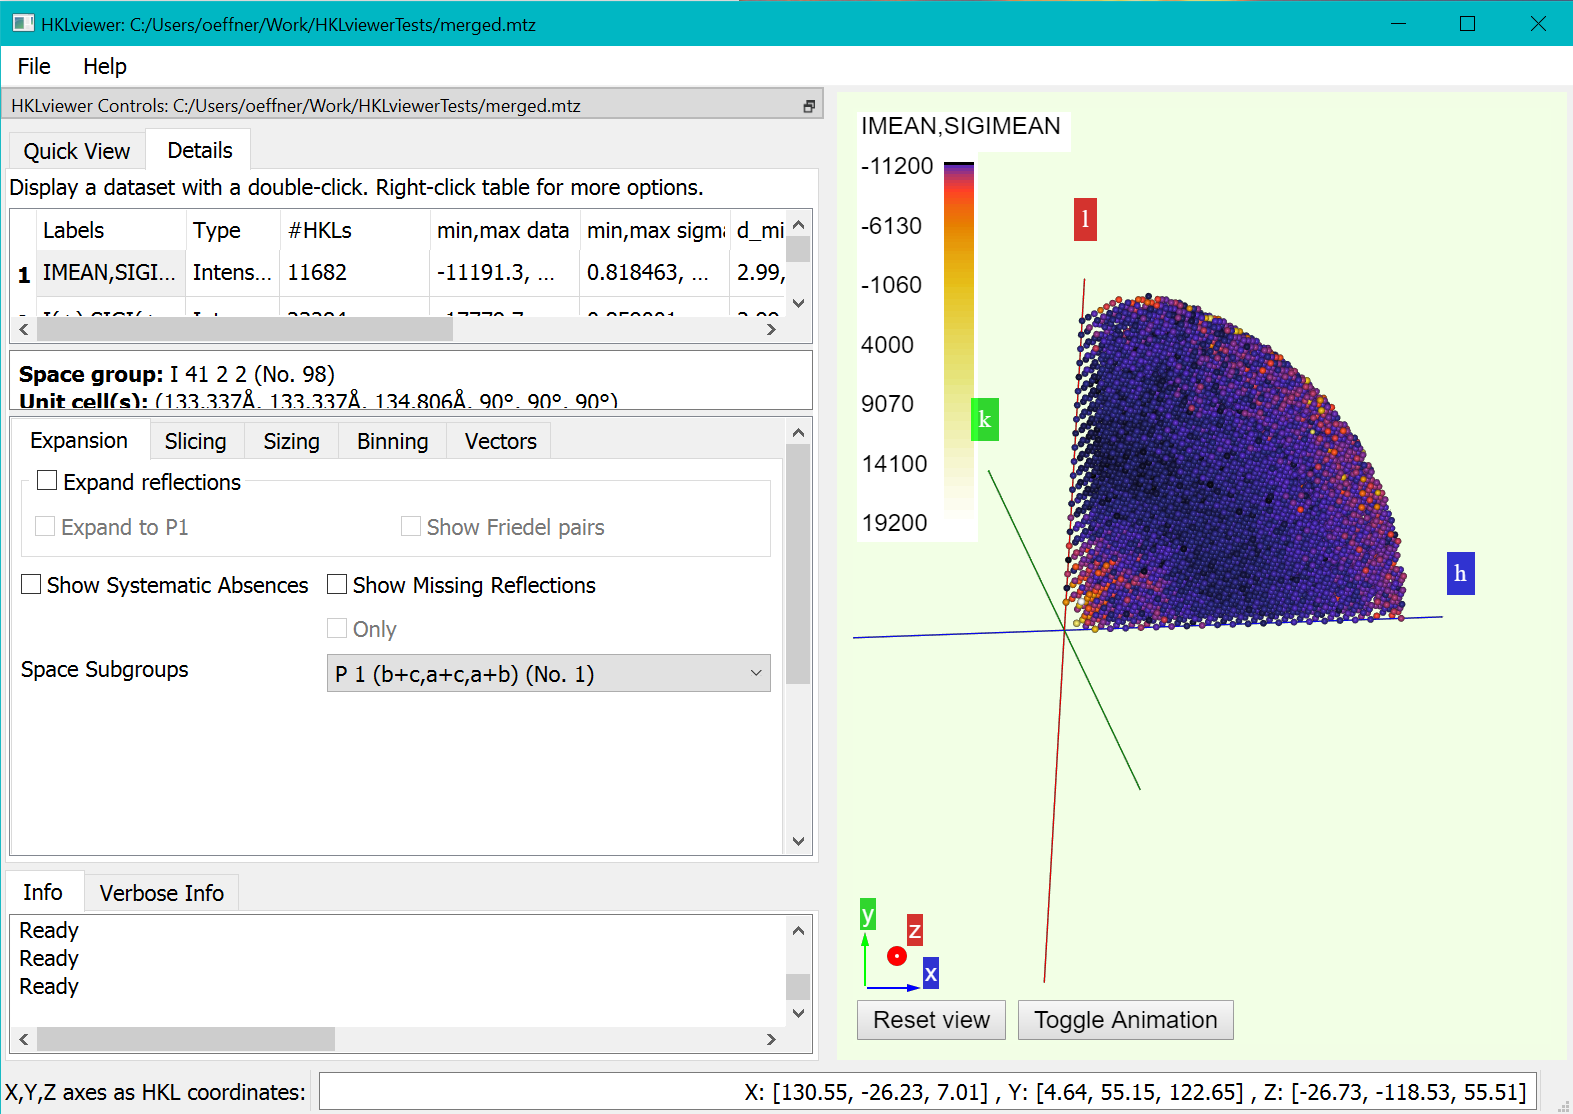 HKLviewer: C:/Users/oeffner/Work/HKLviewerTests/merged.mtz
File Help
HKLviewer Controls: C:/Users/oeffner/Work/HKLviewerTests/merged.mtz
Quick View Details
Display a dataset with a double-click. Right-click table for more options.
Labels Type #HKLs min,max data min,max sigma d_mi
1 IMEAN,SIGI... Intens... 11682 -11191.3, ... 0.818463, ... 2.99,
Space group: I 41 2 2 (No. 98)
Unit cell(s): (133.337Å, 133.337Å, 134.806Å, 90°, 90°, 90°)
Expansion Slicing Sizing Binning Vectors
Expand reflections
Expand to P1 Show Friedel pairs
Show Systematic Absences Show Missing Reflections
Only
Space Subgroups P 1 (b+c,a+c,a+b) (No. 1)
Info Verbose Info
Ready
Ready
Ready
IMEAN,SIGIMEAN
-11200
-6130
-1060
4000
9070
14100
19200
l
k
h
y
z
x
Reset view Toggle Animation
X,Y,Z axes as HKL coordinates: X: [130.55, -26.23, 7.01] , Y: [4.64, 55.15, 122.65] , Z: [-26.73, -118.53, 55.51]